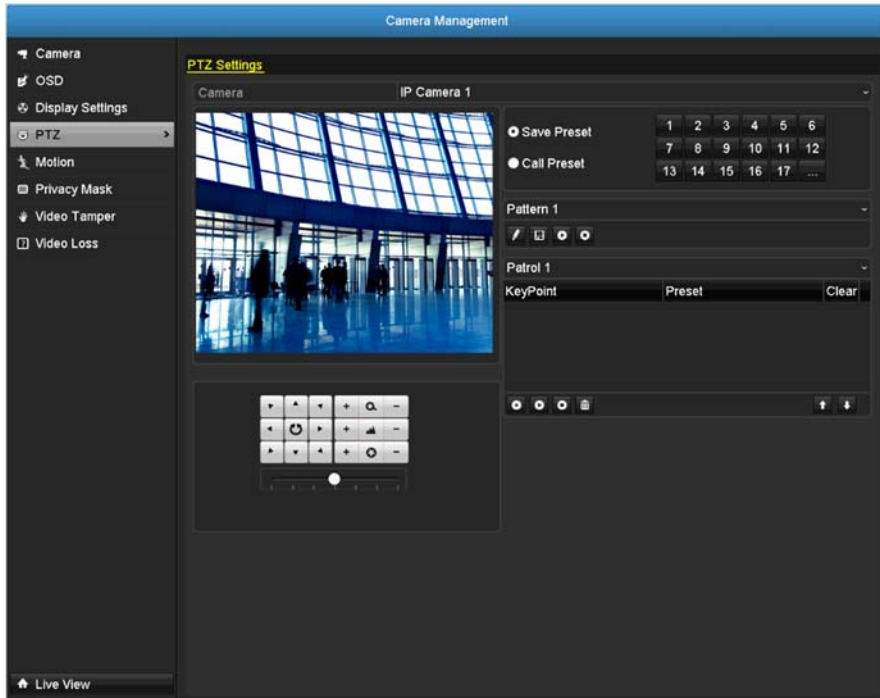 Camera Management
Camera
OSD
Display Settings
PTZ
Motion
Privacy Mask
Video Tamper
Video Loss
Live View
PTZ Settings
Camera IP Camera 1
Save Preset
Call Preset
1 2 3 4 5 6
7 8 9 10 11 12
13 14 15 16 17 ...
Pattern 1
Patrol 1
KeyPoint Preset Clear